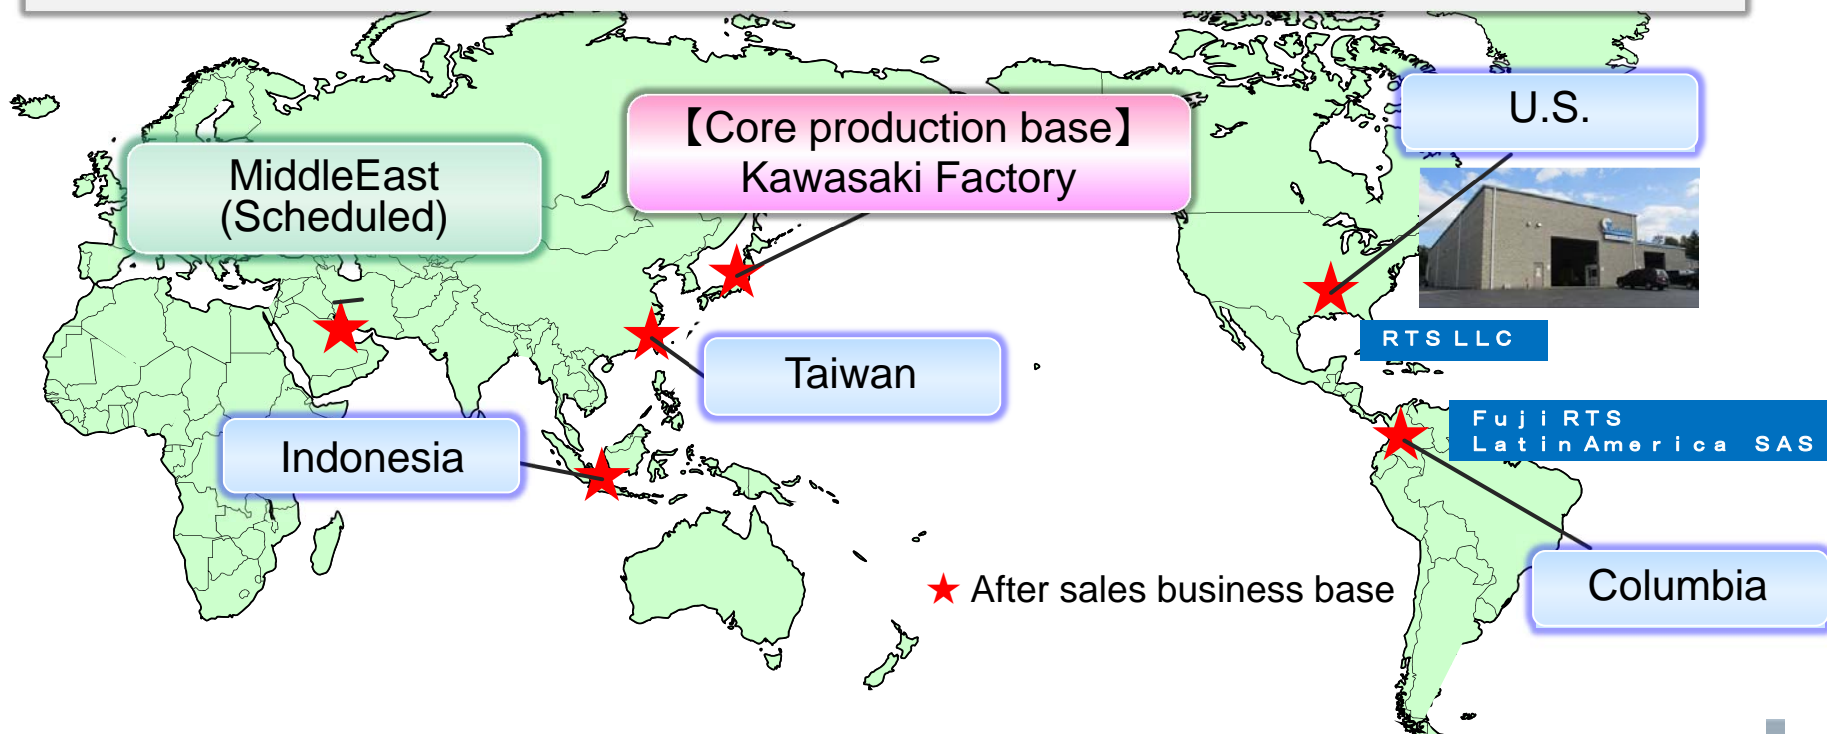 U.S.
【Core production base】
Kawasaki Factory
MiddleEast
(Scheduled)
RTS LLC
Taiwan
Fuji RTS
Latin America SAS
Indonesia
★ After sales business base
Columbia